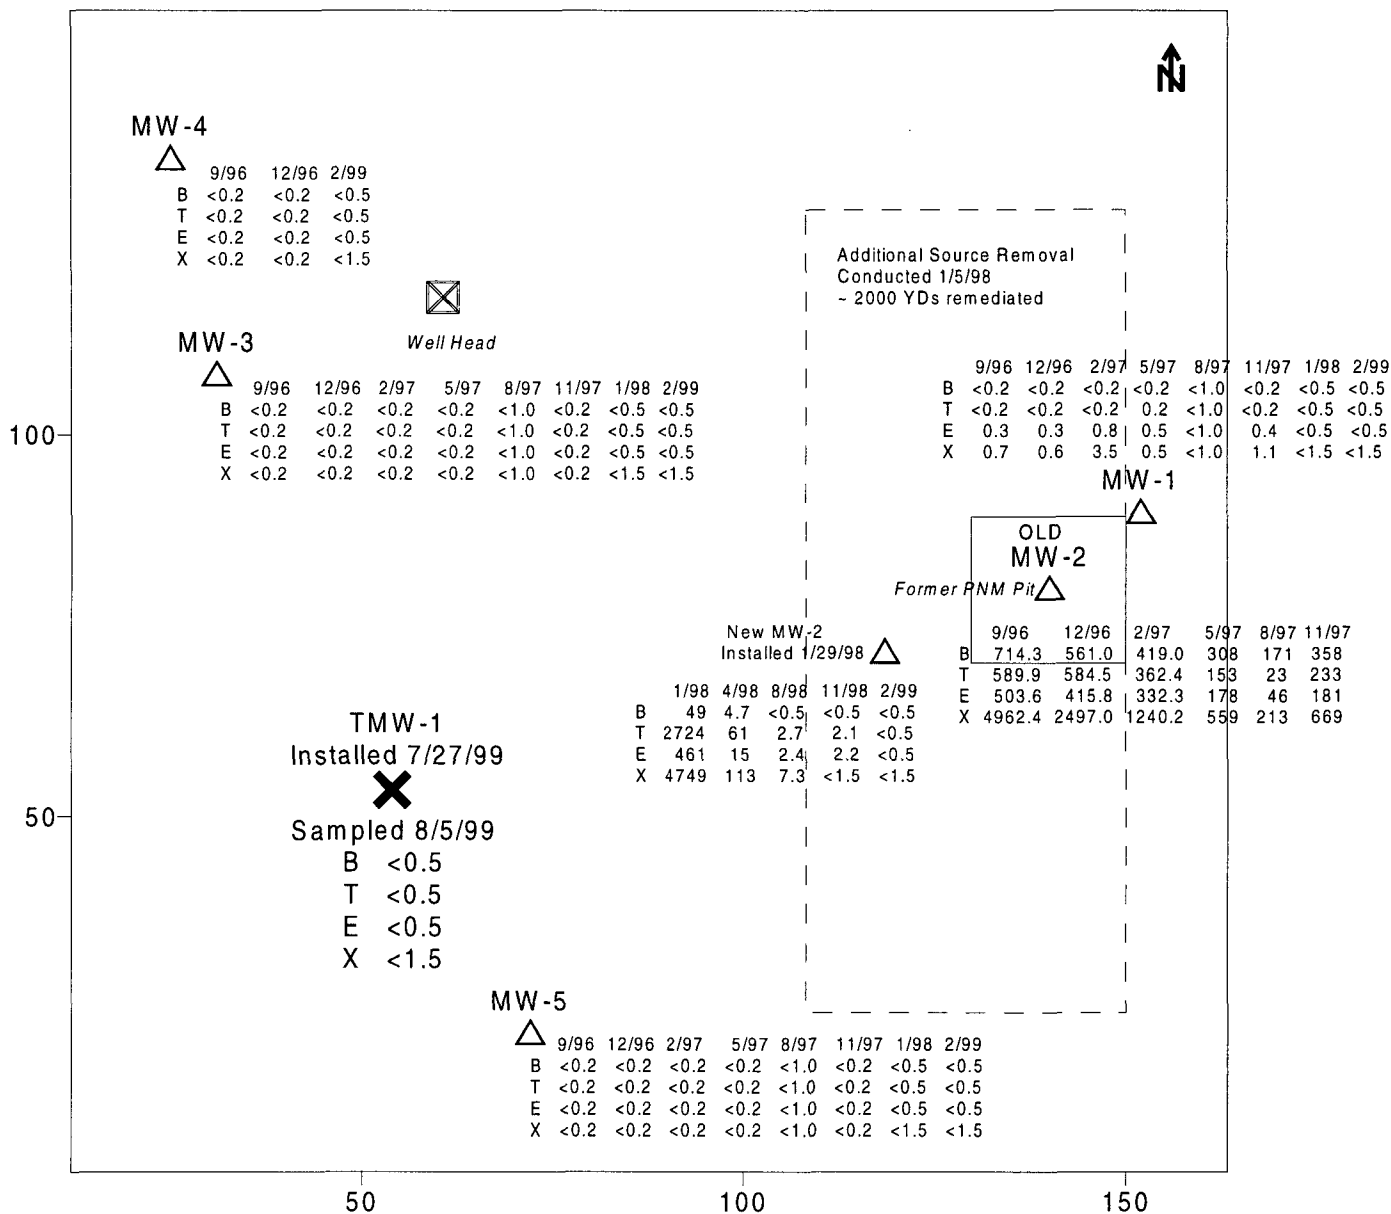 N
MW-4
9/96 12/96 2/99
B <0.2 <0.2 <0.5
T <0.2 <0.2 <0.5
E <0.2 <0.2 <0.5
X <0.2 <0.2 <1.5
Additional Source Removal
Conducted 1/5/98
~ 2000 YDs remediated
Well Head
MW-3
9/96 12/96 2/97 5/97 8/97 11/97 1/98 2/99
B <0.2 <0.2 <0.2 <0.2 <1.0 <0.2 <0.5 <0.5
T <0.2 <0.2 <0.2 <0.2 <1.0 <0.2 <0.5 <0.5
E <0.2 <0.2 <0.2 <0.2 <1.0 <0.2 <0.5 <0.5
X <0.2 <0.2 <0.2 <0.2 <1.0 <0.2 <1.5 <1.5
9/96 12/96 2/97 5/97 8/97 11/97 1/98 2/99
B <0.2 <0.2 <0.2 <0.2 <1.0 <0.2 <0.5 <0.5
T <0.2 <0.2 <0.2 0.2 <1.0 <0.2 <0.5 <0.5
E 0.3 0.3 0.8 0.5 <1.0 0.4 <0.5 <0.5
X 0.7 0.6 3.5 0.5 <1.0 1.1 <1.5 <1.5
MW-1
100
OLD
MW-2
Former PNM Pit
9/96 12/96 2/97 5/97 8/97 11/97
B 714.3 561.0 419.0 308 171 358
T 589.9 584.5 362.4 153 23 233
E 503.6 415.8 332.3 178 46 181
X 4962.4 2497.0 1240.2 559 213 669
New MW-2
Installed 1/29/98
1/98 4/98 8/98 11/98 2/99
B 49 4.7 <0.5 <0.5 <0.5
T 2724 61 2.7 2.1 <0.5
E 461 15 2.4 2.2 <0.5
X 4749 113 7.3 <1.5 <1.5
TMW-1
Installed 7/27/99
50
Sampled 8/5/99
B <0.5
T <0.5
E <0.5
X <1.5
MW-5
9/96 12/96 2/97 5/97 8/97 11/97 1/98 2/99
B <0.2 <0.2 <0.2 <0.2 <1.0 <0.2 <0.5 <0.5
T <0.2 <0.2 <0.2 <0.2 <1.0 <0.2 <0.5 <0.5
E <0.2 <0.2 <0.2 <0.2 <1.0 <0.2 <0.5 <0.5
X <0.2 <0.2 <0.2 <0.2 <1.0 <0.2 <1.5 <1.5
50 100 150